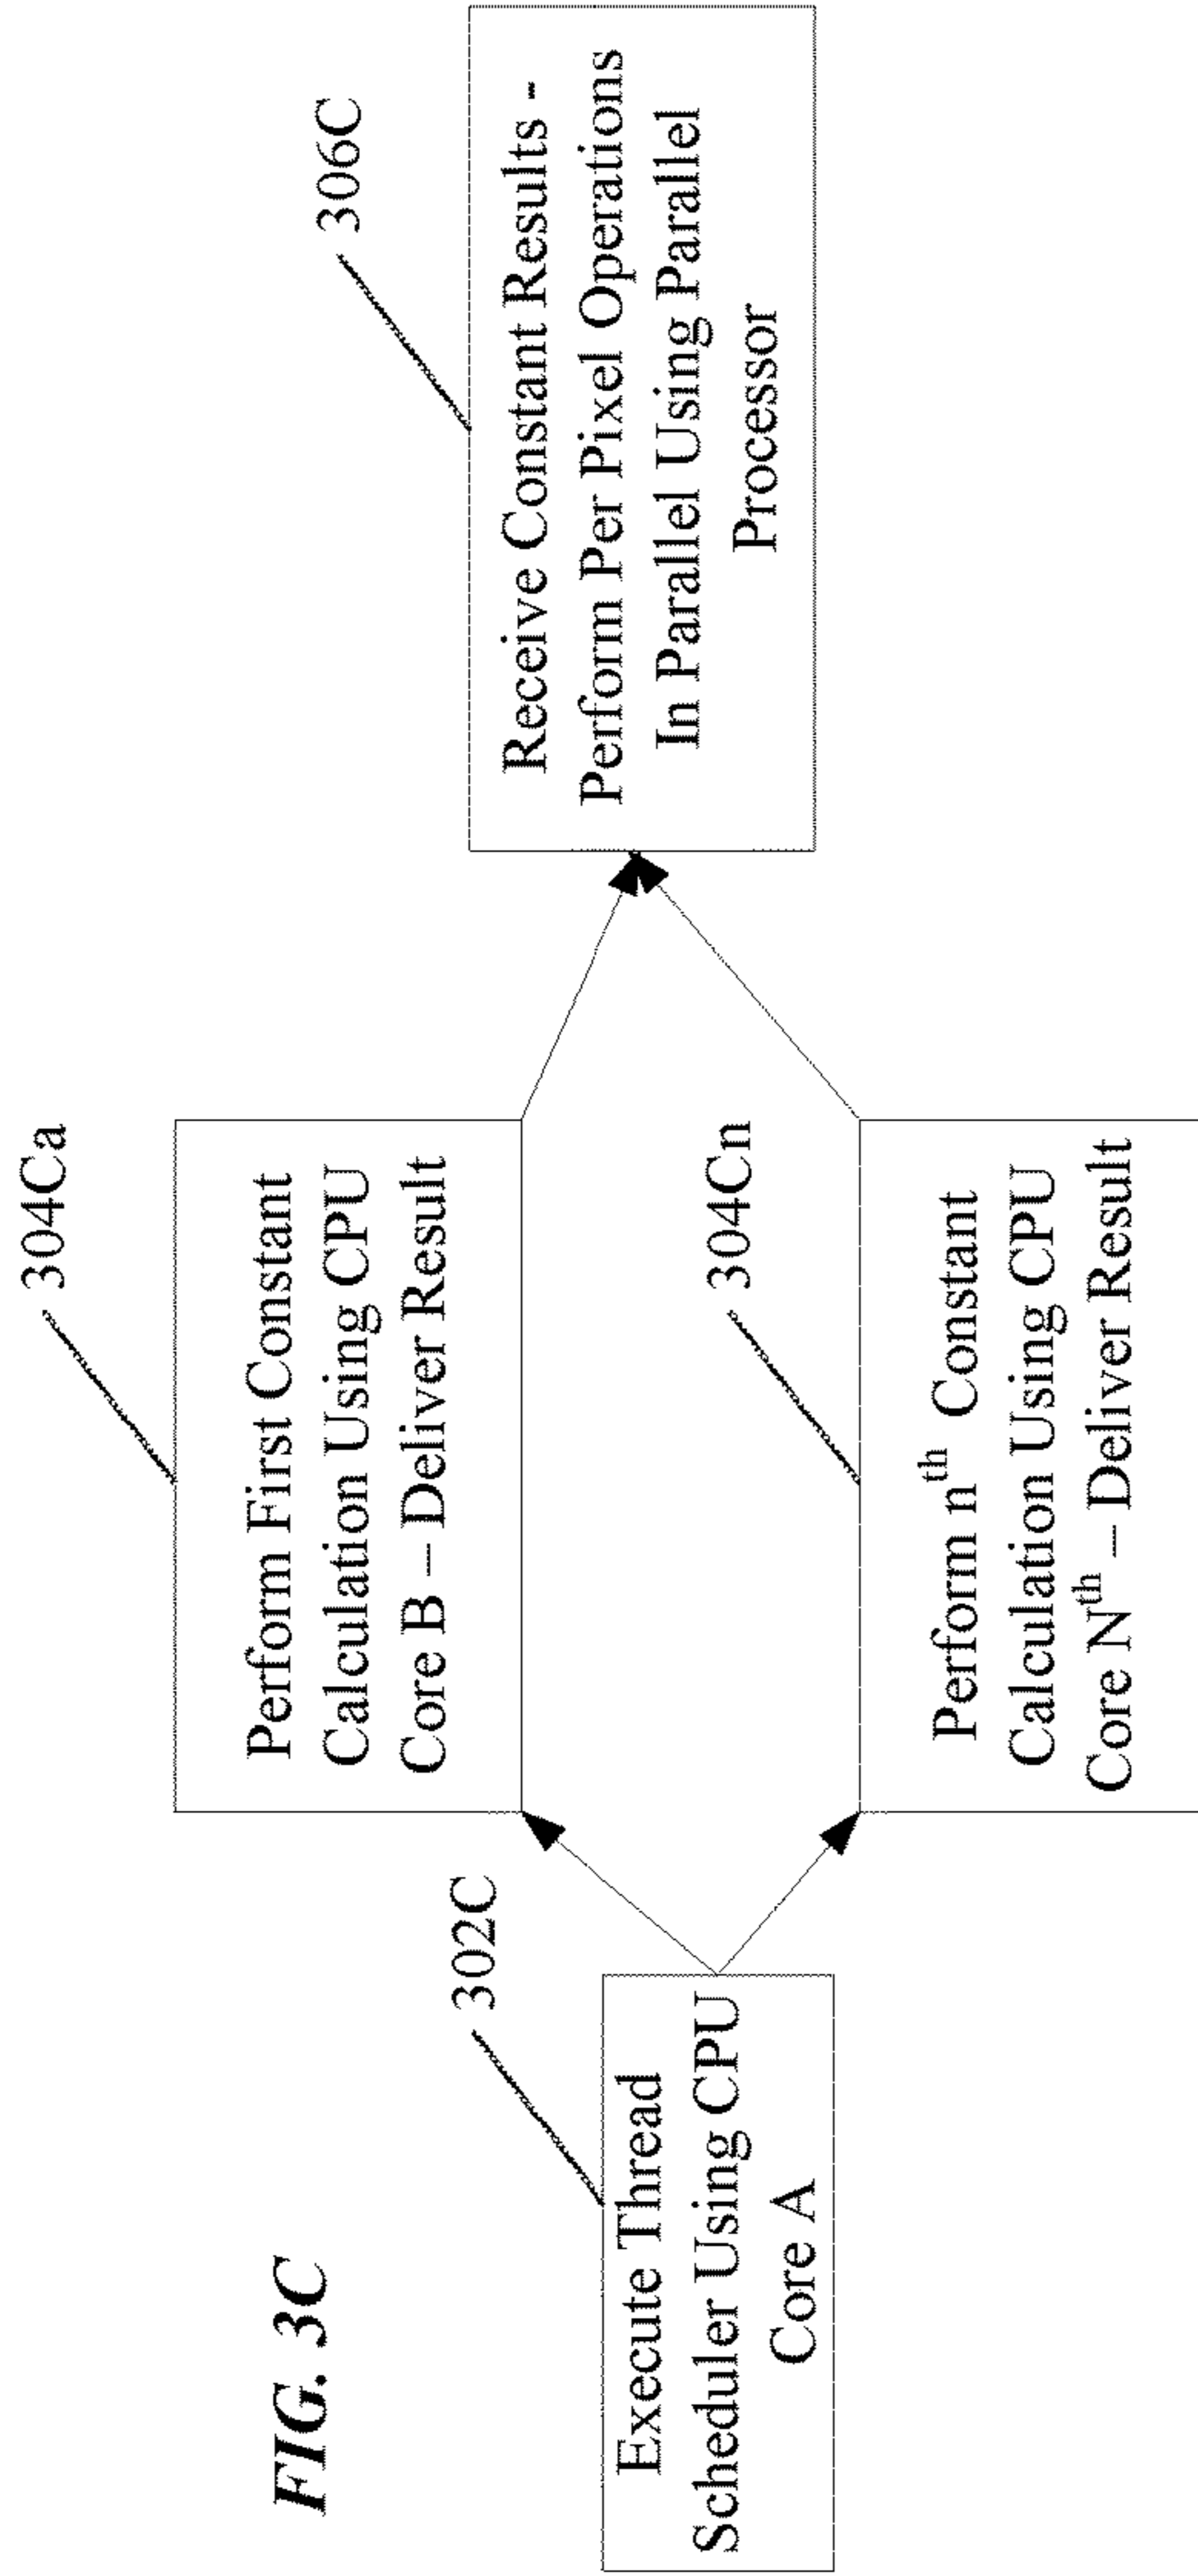 FIG. 3C
302C
Execute Thread
Scheduler Using CPU
Core A
304Ca
Perform First Constant
Calculation Using CPU
Core B – Deliver Result
304Cn
Perform nth Constant
Calculation Using CPU
Core Nth – Deliver Result
306C
Receive Constant Results -
Perform Per Pixel Operations
In Parallel Using Parallel
Processor